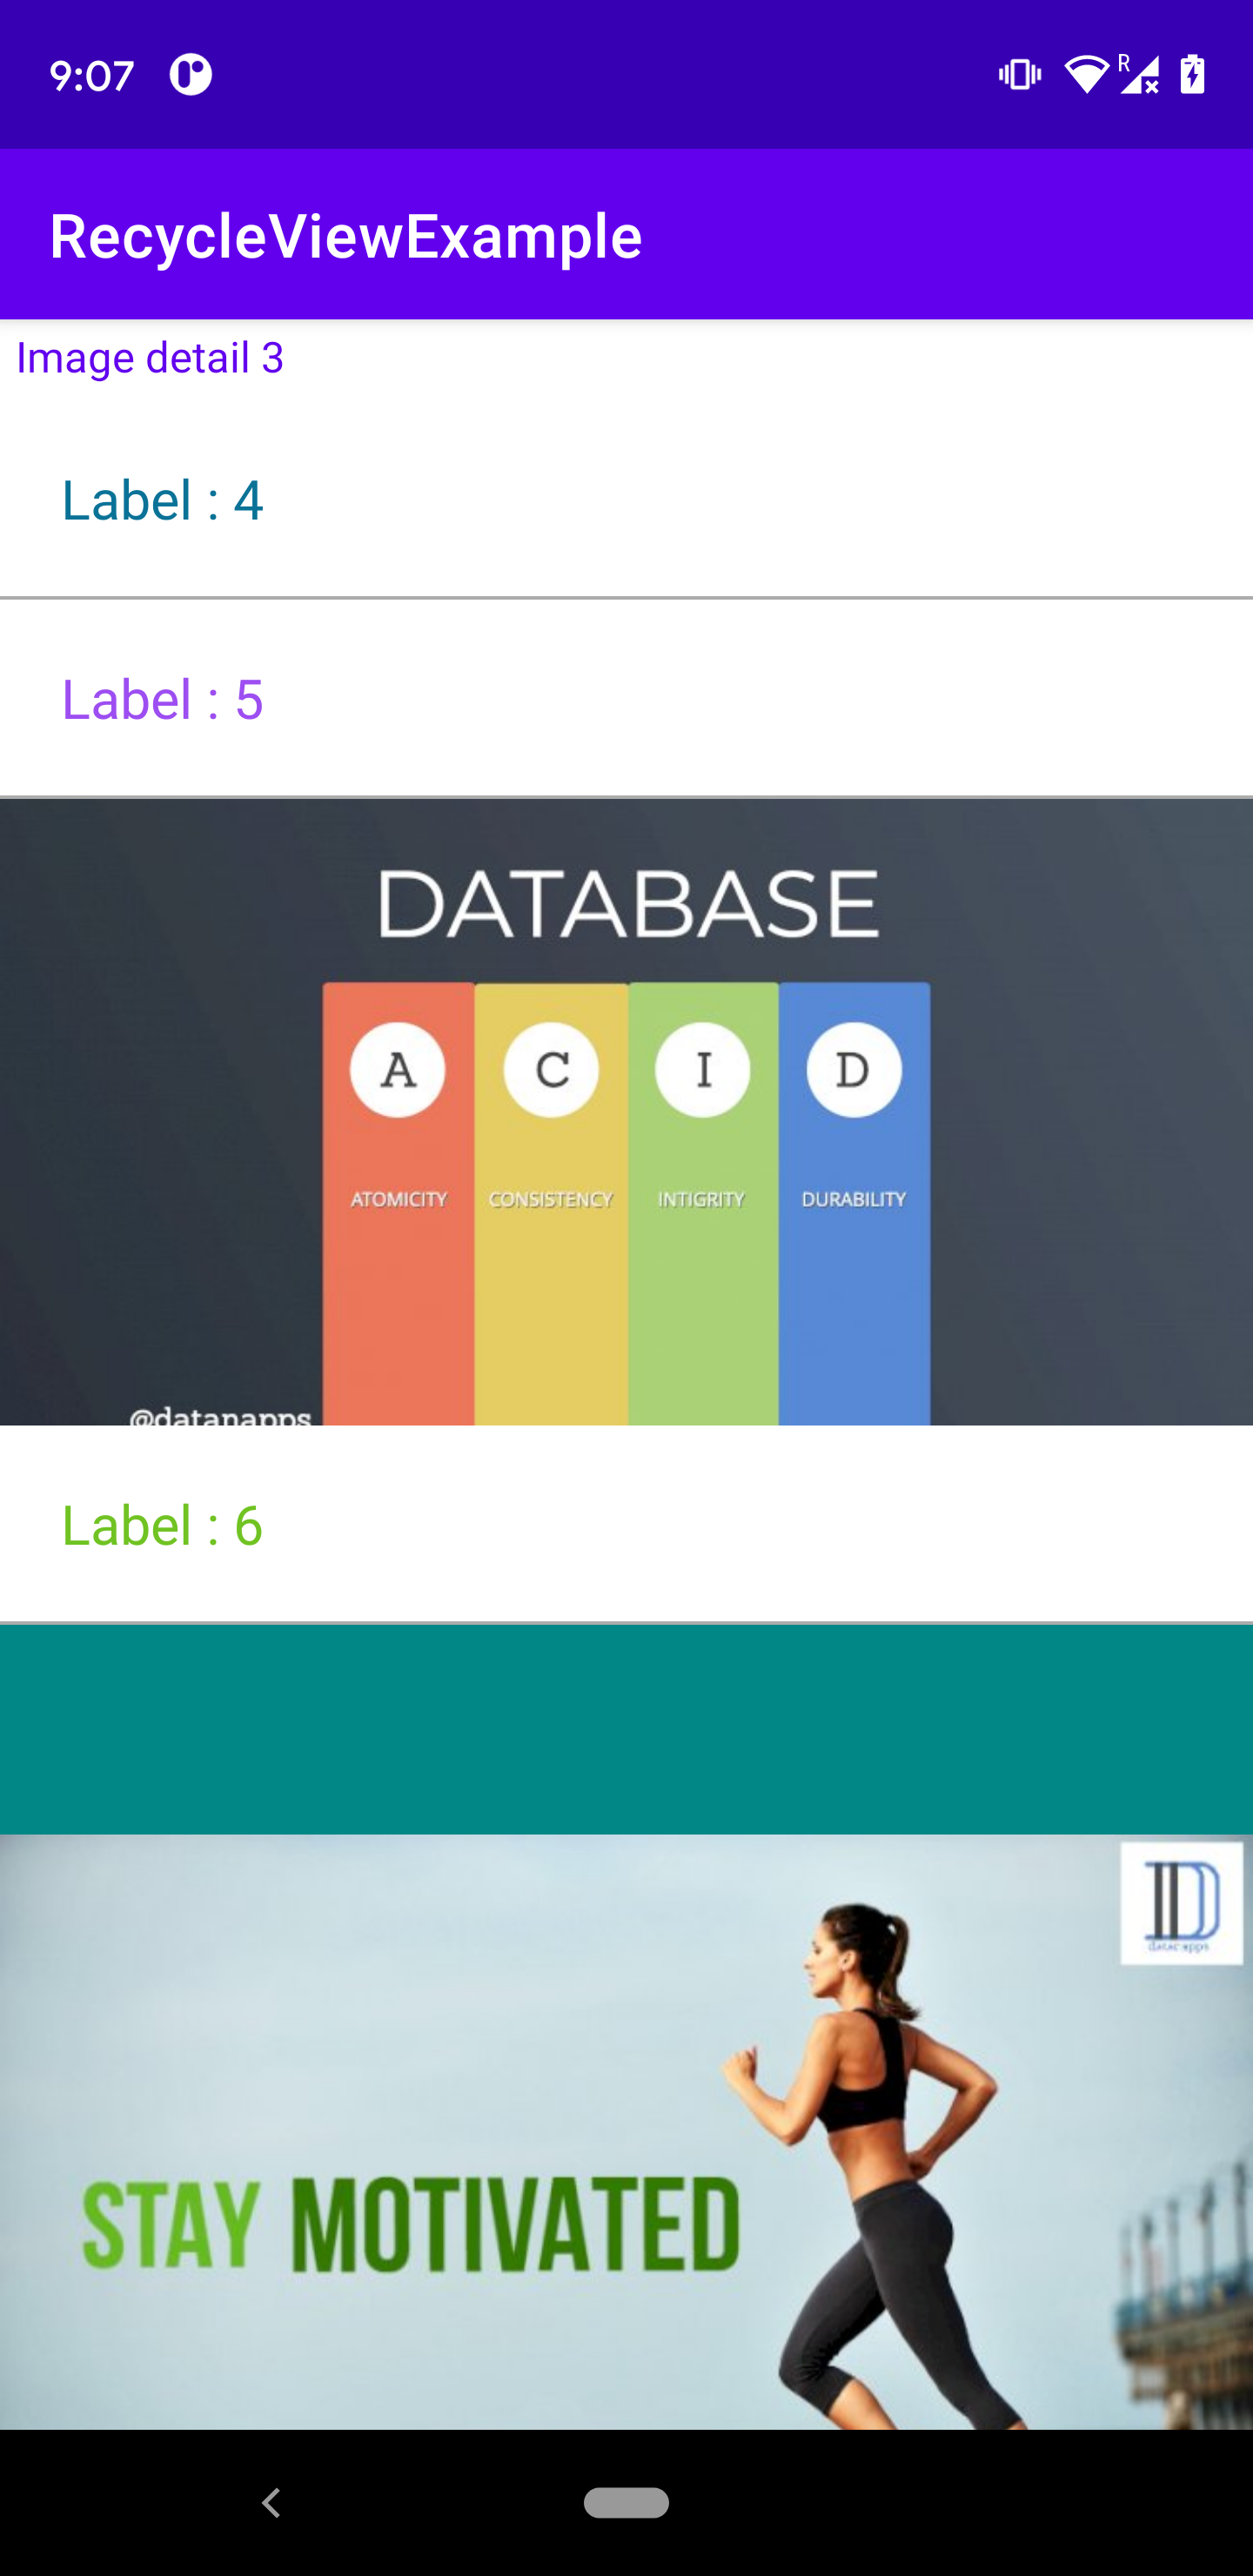 9:07
R
RecycleViewExample
Image detail 3
Label : 4
Label : 5
DATABASE
A C I D
ATOMICITY CONSISTENCY INTIGRITY DURABILITY
@datanapps
Label : 6
D
datanapps
STAY MOTIVATED